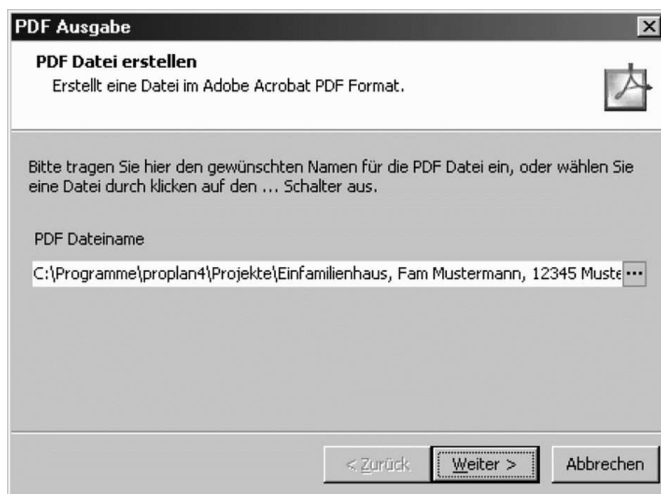 PDF Ausgabe
PDF Datei erstellen
Erstellt eine Datei im Adobe Acrobat PDF Format.
Bitte tragen Sie hier den gewünschten Namen für die PDF Datei ein, oder wählen Sie
eine Datei durch klicken auf den ... Schalter aus.
PDF Dateiname
C:\Programme\proplan4\Projekte\Einfamilienhaus, Fam Mustermann, 12345 Muste ...
< Zurück Weiter > Abbrechen